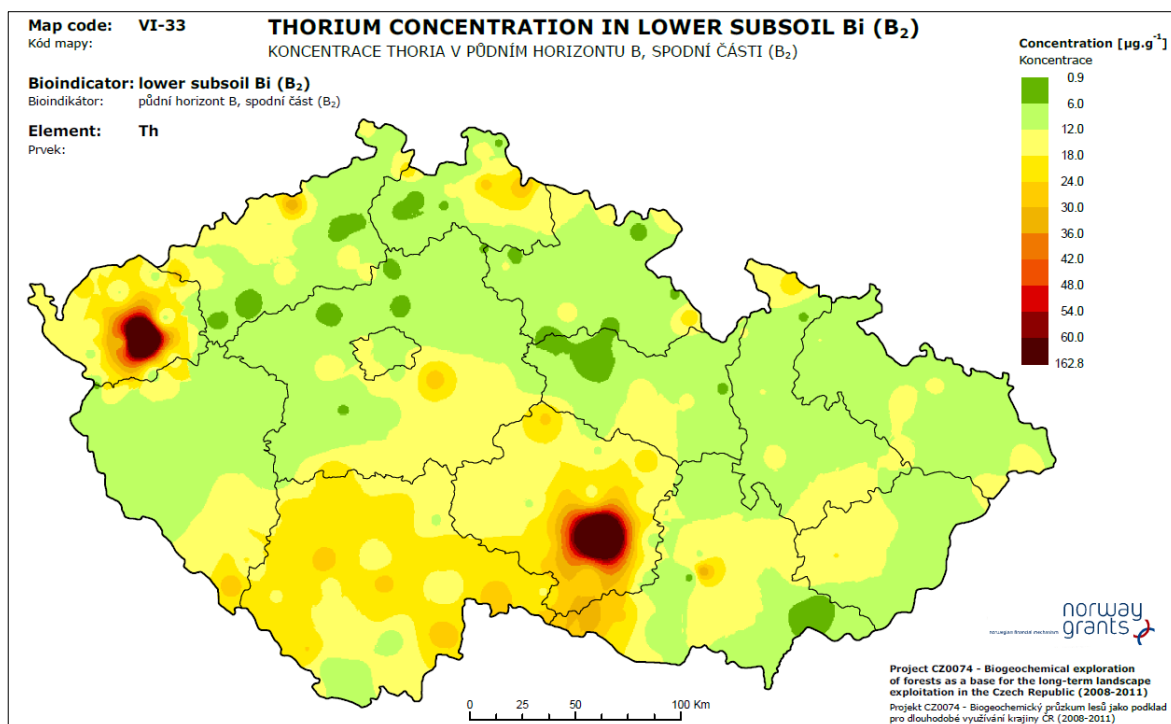 Map code: VI-33
Kód mapy:
THORIUM CONCENTRATION IN LOWER SUBSOIL Bi (B₂)
KONCENTRACE THORIA V PŮDNÍM HORIZONTU B, SPODNÍ ČÁSTI (B₂)
Bioindicator: lower subsoil Bi (B₂)
Bioindikátor: půdní horizont B, spodní část (B₂)
Element: Th
Prvek:
Concentration [µg.g⁻¹]
Koncentrace
0.9
6.0
12.0
18.0
24.0
30.0
36.0
42.0
48.0
54.0
60.0
162.8
norway
grants
norwegian financial mechanism
0 25 50 100 Km
Project CZ0074 - Biogeochemical exploration
of forests as a base for the long-term landscape
exploitation in the Czech Republic (2008-2011)
Projekt CZ0074 - Biogeochemický průzkum lesů jako podklad
pro dlouhodobé využívání krajiny ČR (2008-2011)